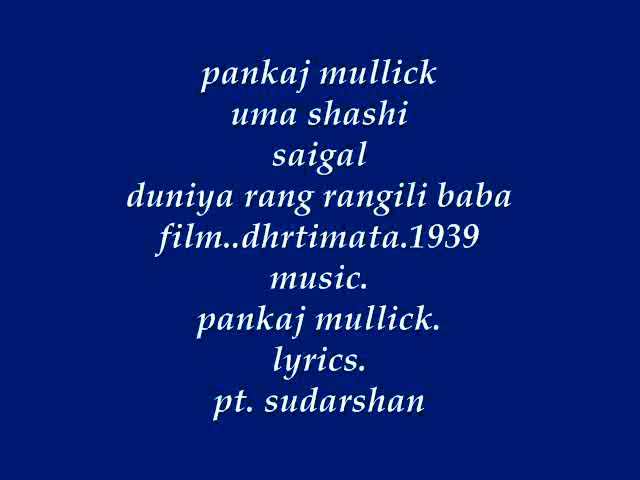 pankaj mullick
uma shashi
saigal
duniya rang rangili baba
film..dhrtimata.1939
music.
pankaj mullick.
lyrics.
pt. sudarshan